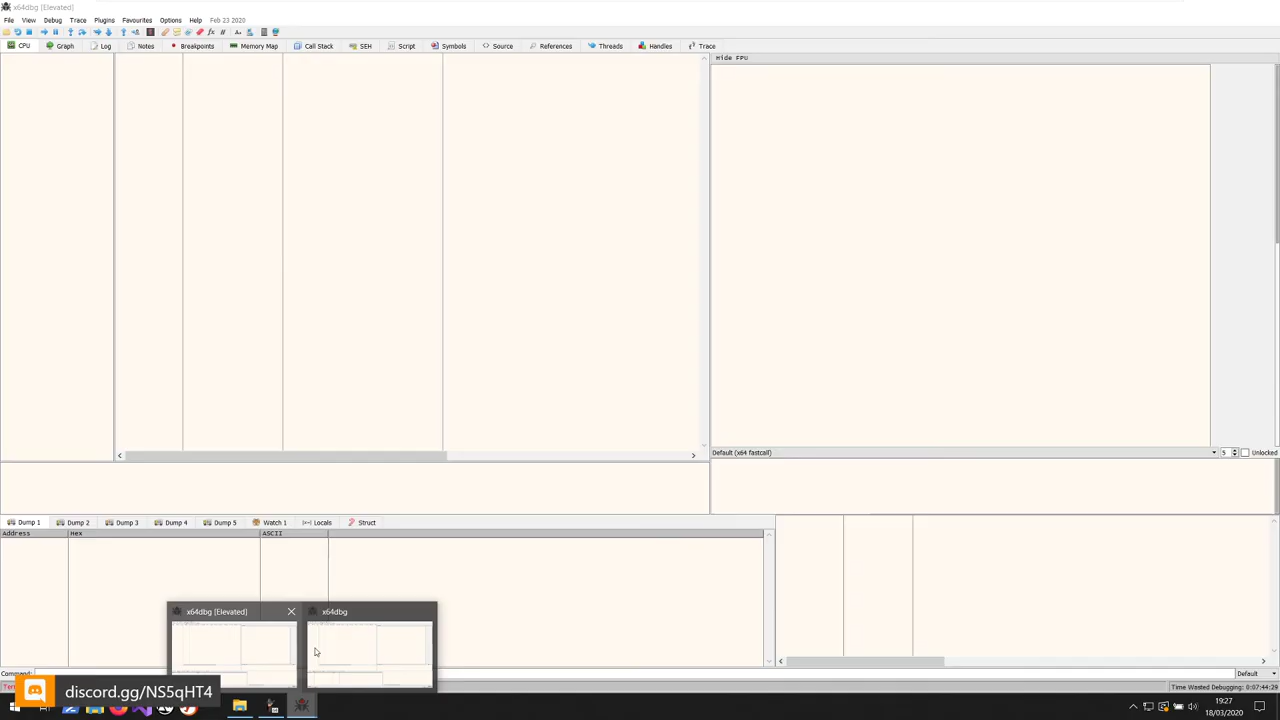 x64dbg [Elevated]
File View Debug Trace Plugins Favourites Options Help Feb 23 2020
CPU Graph Log Notes Breakpoints Memory Map Call Stack SEH Script Symbols Source References Threads Handles Trace
Hide FPU
Default (x64 fastcall) 5 Unlocked
Dump 1 Dump 2 Dump 3 Dump 4 Dump 5 Watch 1 Locals Struct
Address Hex ASCII
x64dbg [Elevated] x64dbg
Command: Default
Time Wasted Debugging: 0:07:44:29
discord.gg/NS5qHT4
19:27
18/03/2020